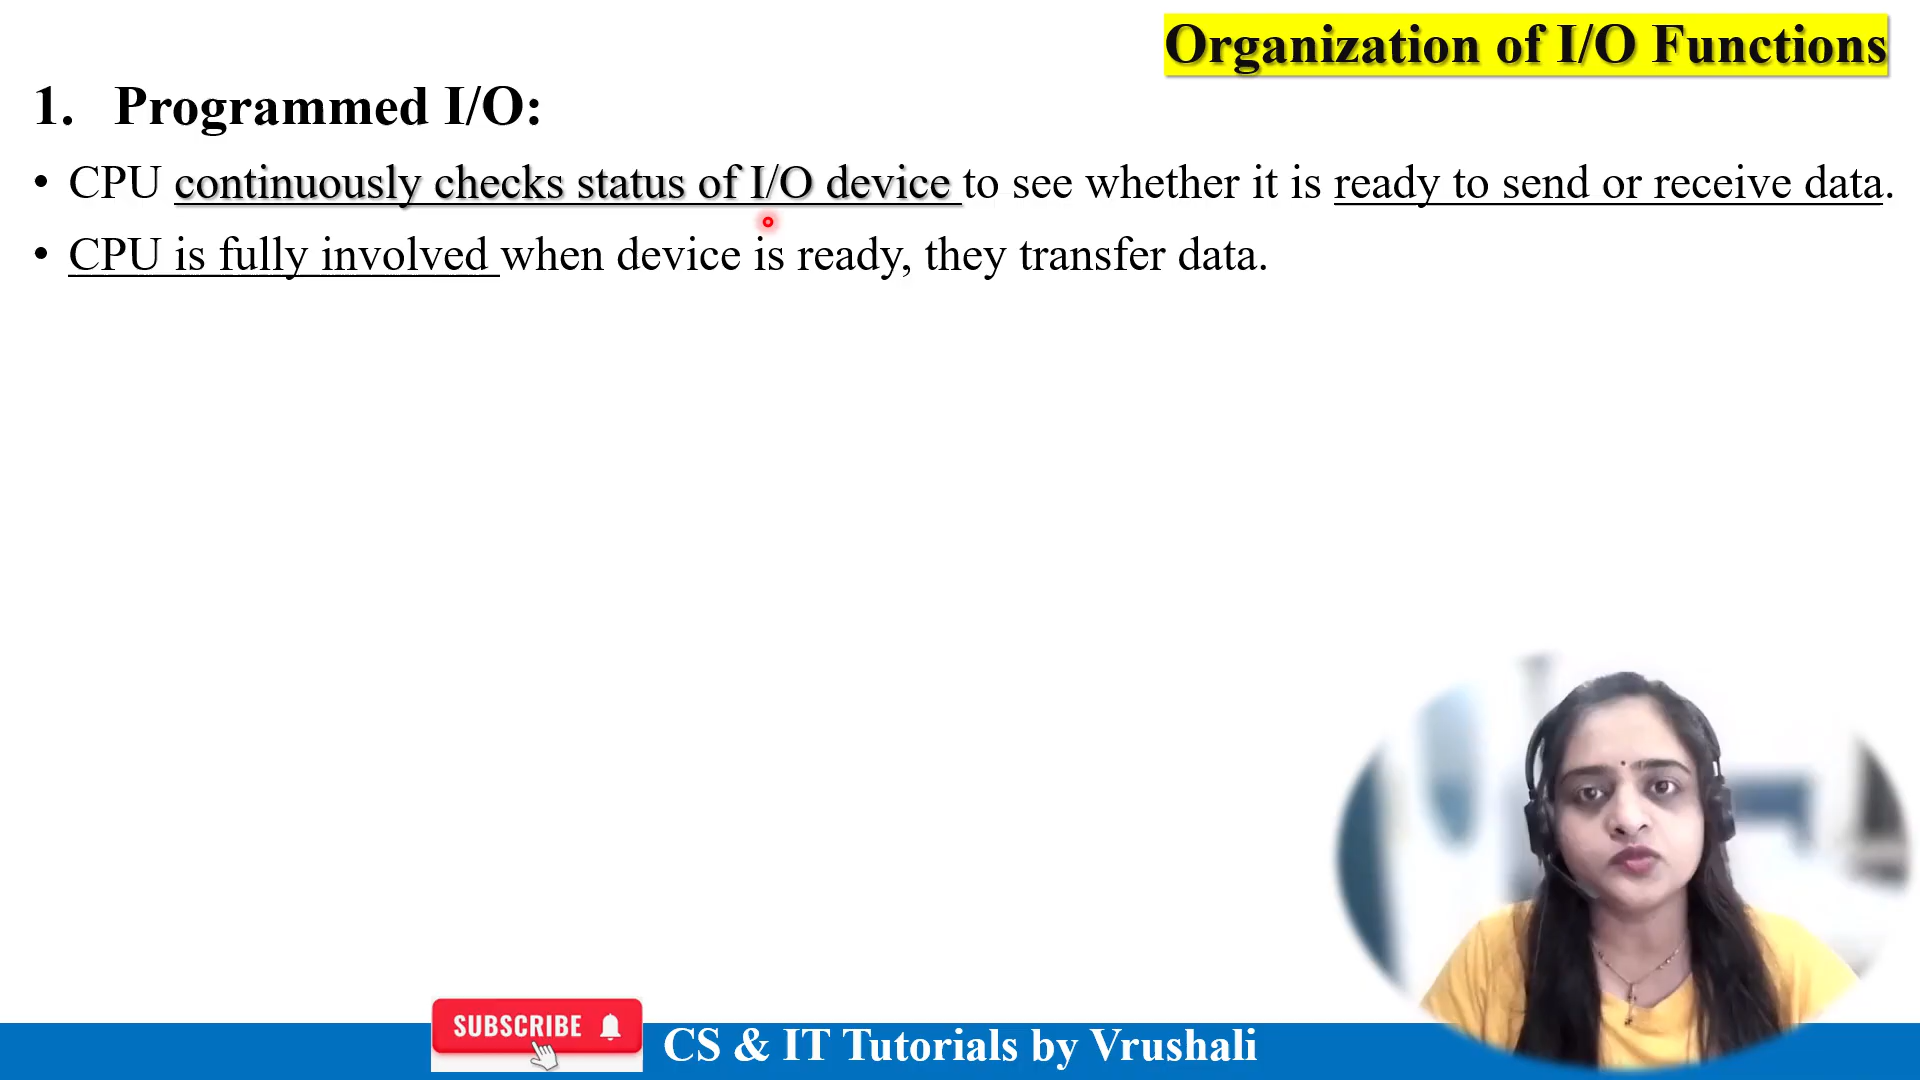 Organization of I/O Functions
1. Programmed I/O:
• CPU continuously checks status of I/O device to see whether it is ready to send or receive data.
• CPU is fully involved when device is ready, they transfer data.
SUBSCRIBE
CS & IT Tutorials by Vrushali